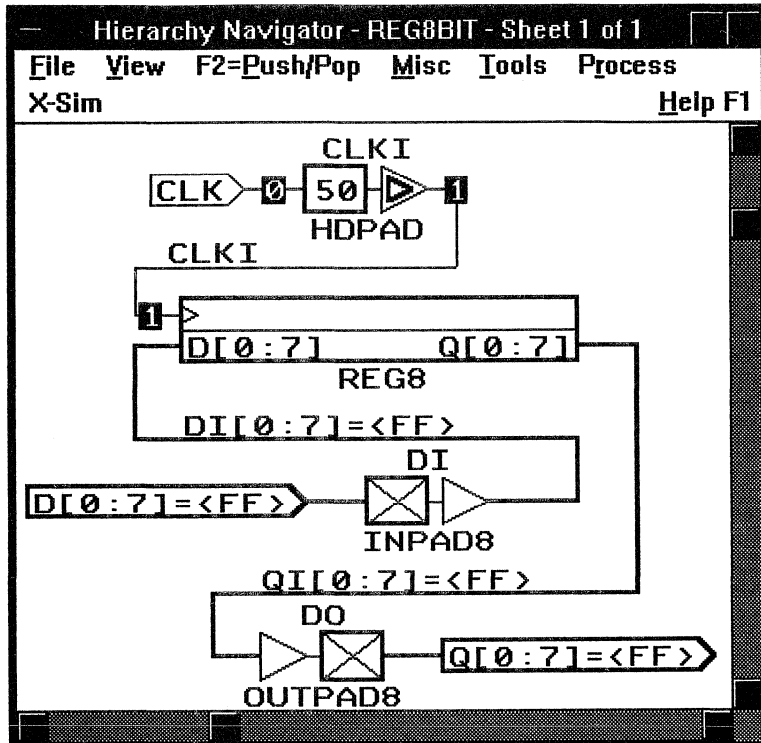 Hierarchy Navigator - REG8BIT - Sheet 1 of 1
File View F2=Push/Pop Misc Tools Process
X-Sim Help F1
CLKI
CLK 0 50 1
HDPAD
CLKI
1
D[0:7] Q[0:7]
REG8
DI[0:7]=<FF>
DI
D[0:7]=<FF>
INPAD8
QI[0:7]=<FF>
DO
Q[0:7]=<FF>
OUTPAD8